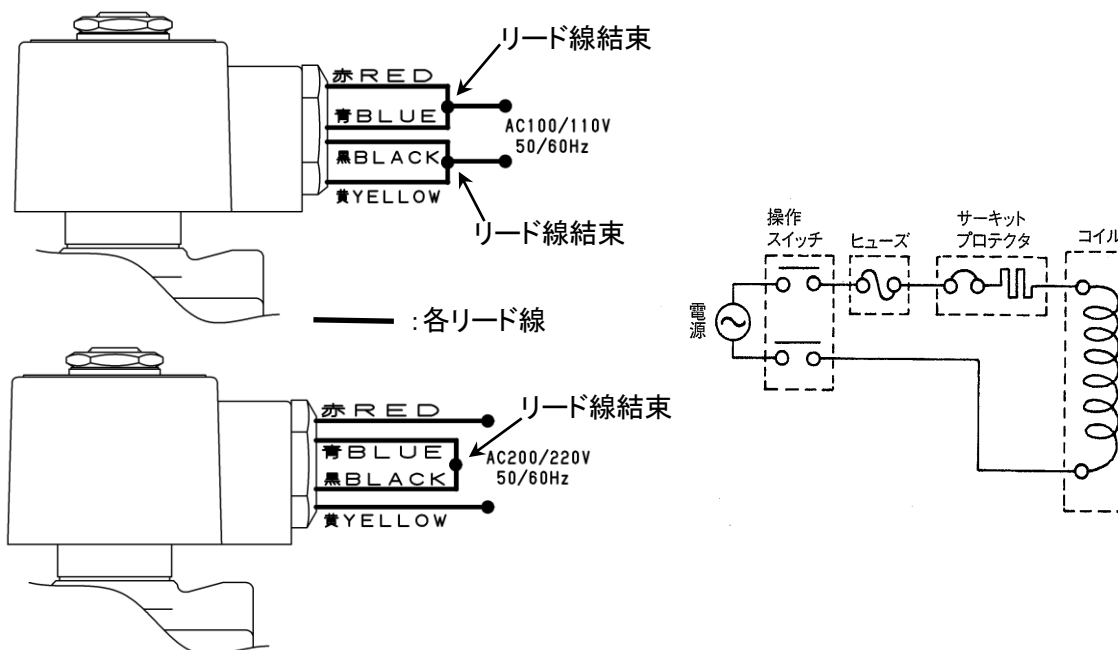 リード線結束
赤RED
青BLUE
AC100/110V
50/60Hz
黒BLACK
黄YELLOW
リード線結束
:各リード線
リード線結束
赤RED
青BLUE
AC200/220V
50/60Hz
黒BLACK
黄YELLOW
操作
スイッチ
ヒューズ
サーキット
プロテクタ
コイル
電源